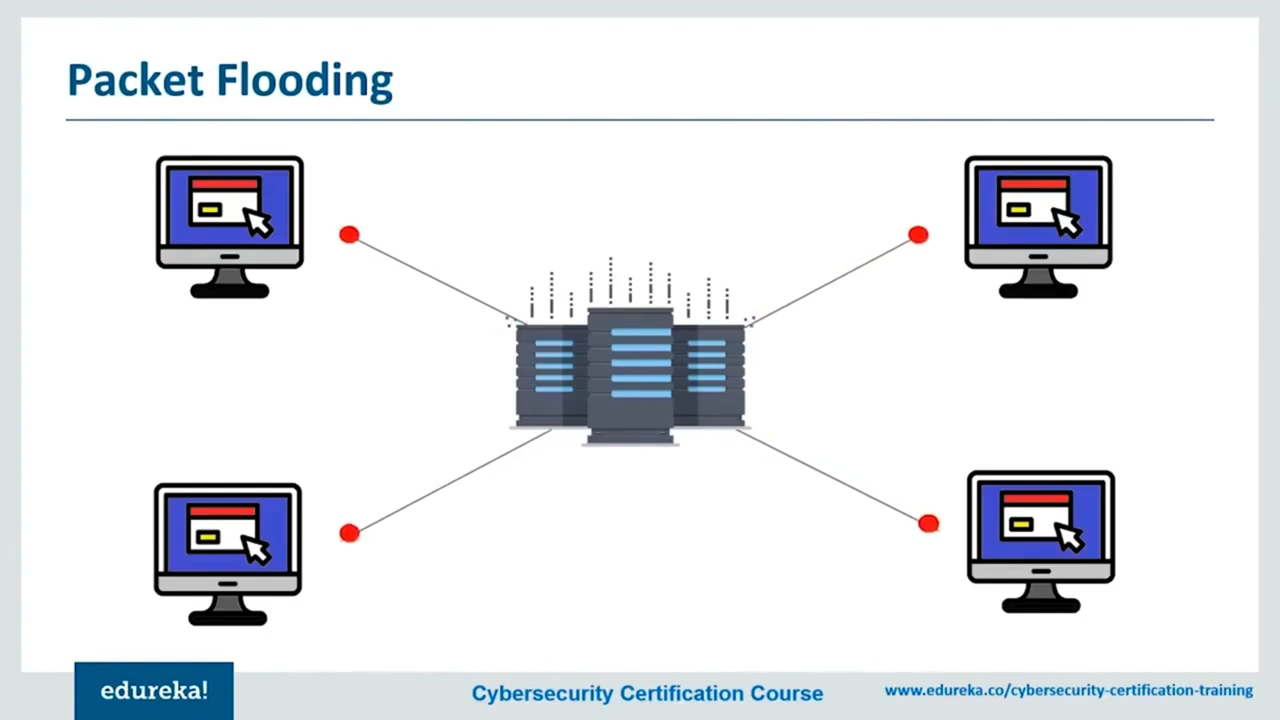 Packet Flooding
edureka!
Cybersecurity Certification Course
www.edureka.co/cybersecurity-certification-training